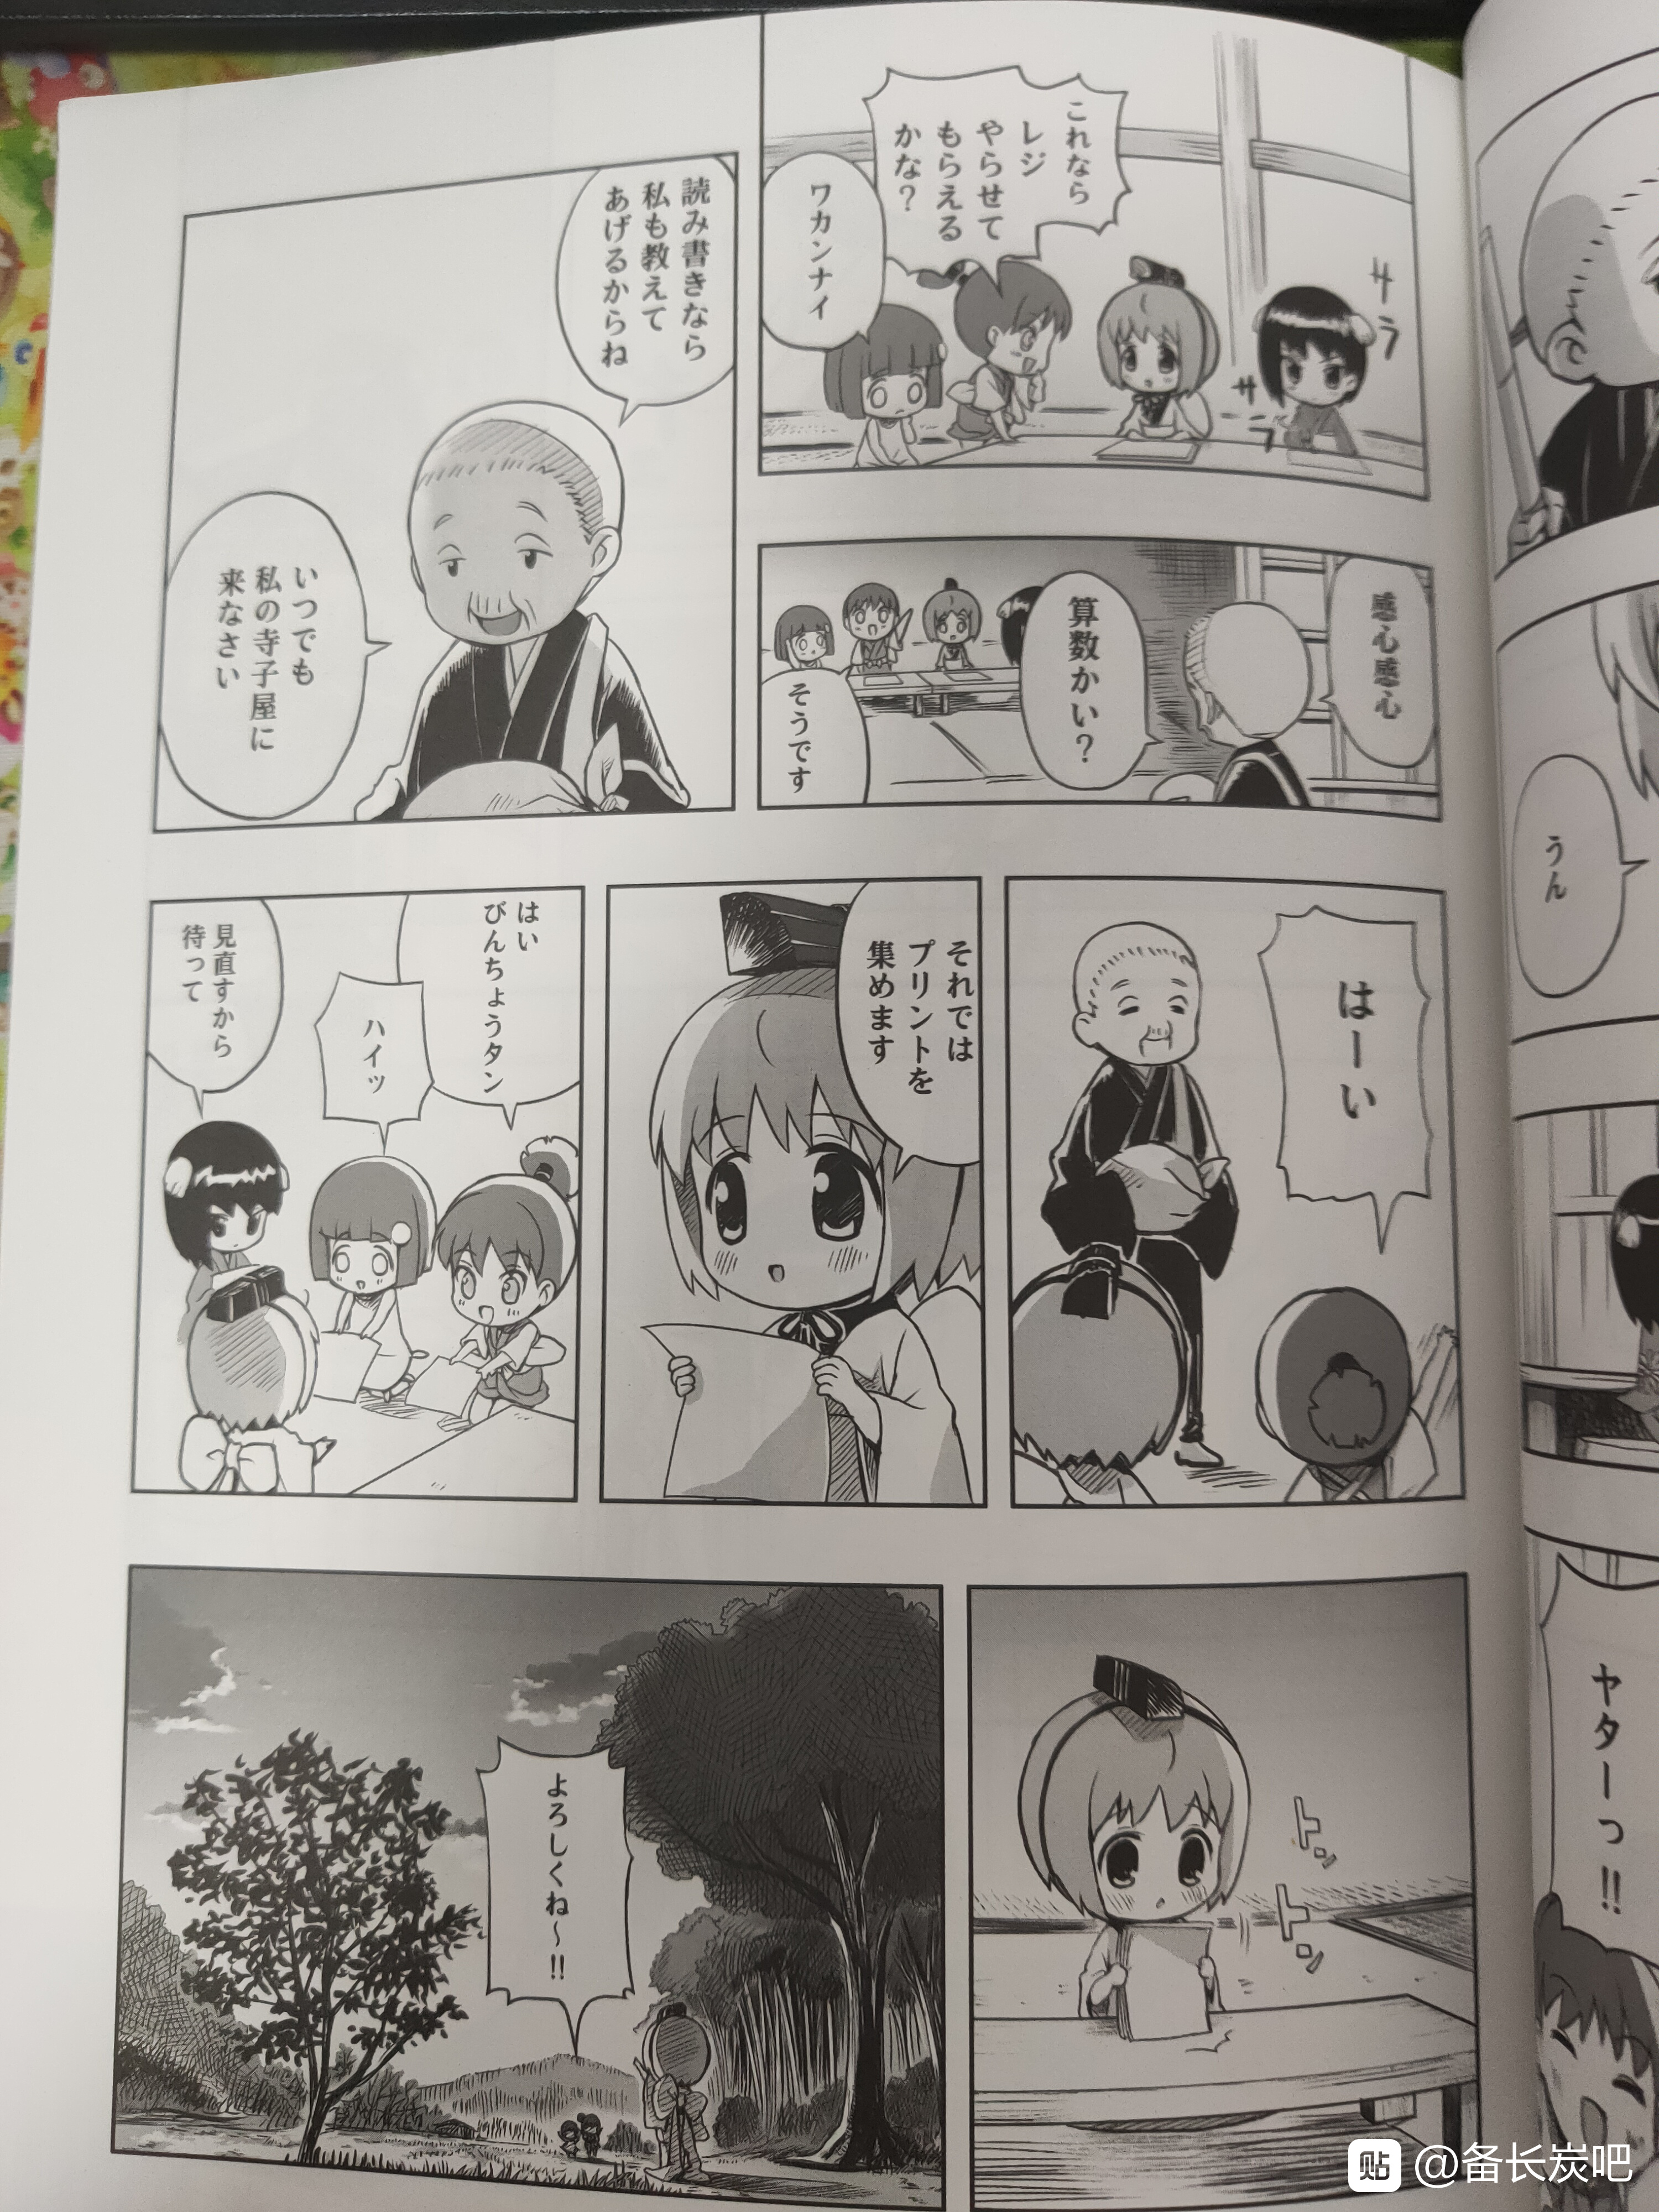 これなら
レジ
やらせて
もらえる
かな？
ワカンナイ
サラ
サラ
感心感心
算数かい？
そうです
読み書きなら
私も教えて
あげるからね
いつでも
私の寺子屋に
来なさい
はーい
それでは
プリントを
集めます
はい
びんちょうタン
ハイッ
見直すから
待って
トン
トン
よろしくね〜!!
うん
ヤターっ!!
貼 @备长炭吧